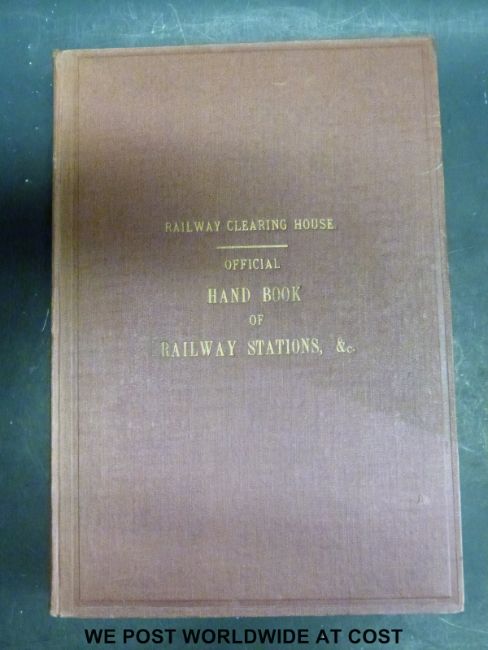 RAILWAY CLEARING HOUSE.
OFFICIAL
HAND BOOK
OF
RAILWAY STATIONS, &c.
WE POST WORLDWIDE AT COST